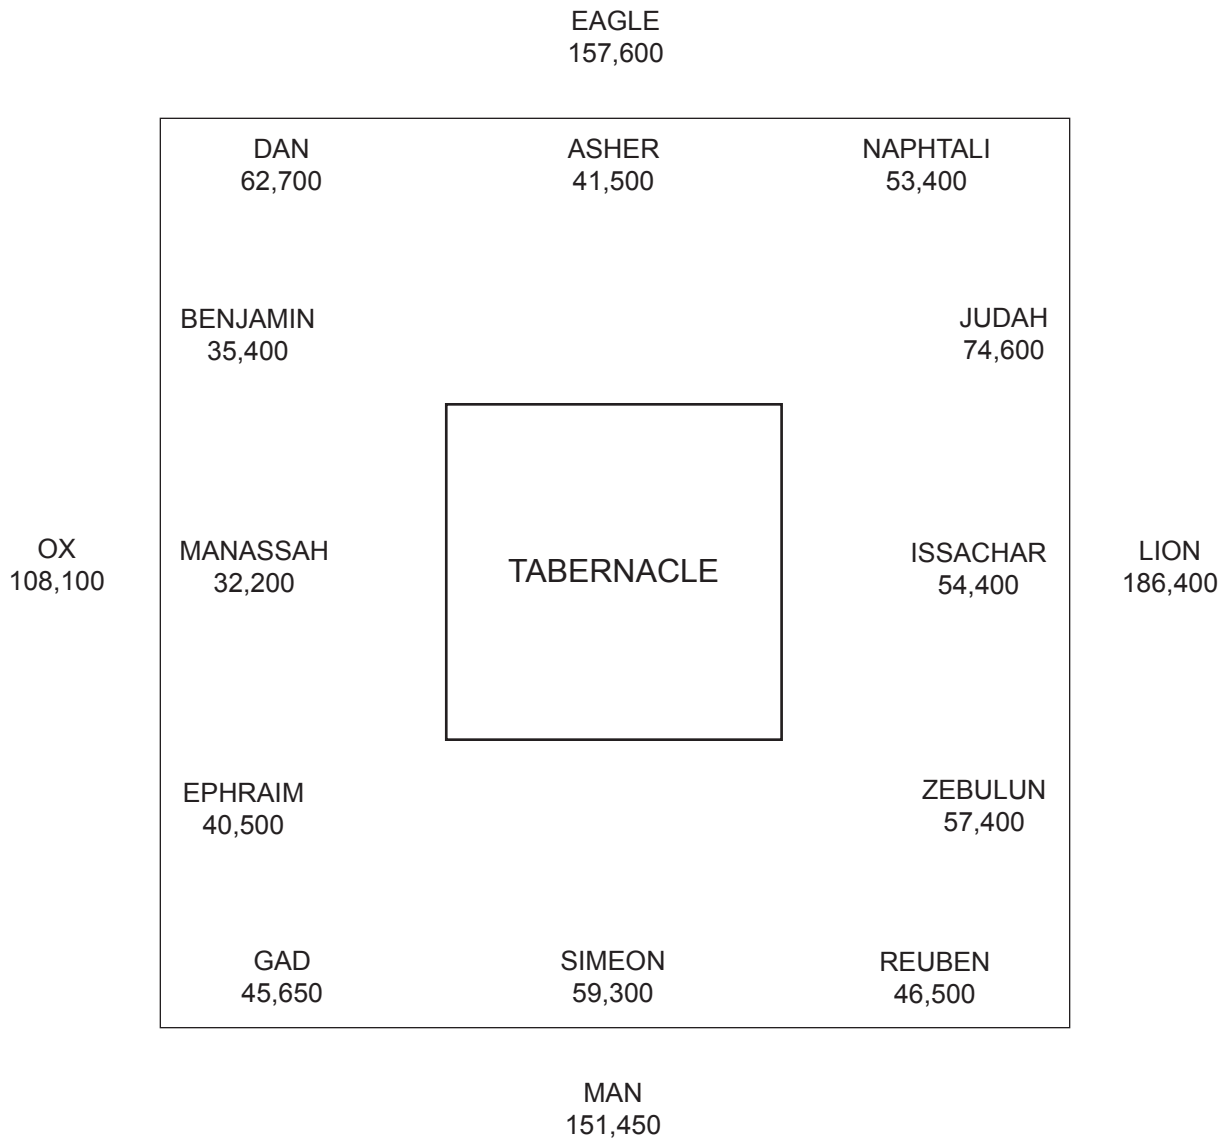 EAGLE
157,600
DAN
62,700
ASHER
41,500
NAPHTALI
53,400
BENJAMIN
35,400
JUDAH
74,600
OX
108,100
MANASSAH
32,200
TABERNACLE
ISSACHAR
54,400
LION
186,400
EPHRAIM
40,500
ZEBULUN
57,400
GAD
45,650
SIMEON
59,300
REUBEN
46,500
MAN
151,450